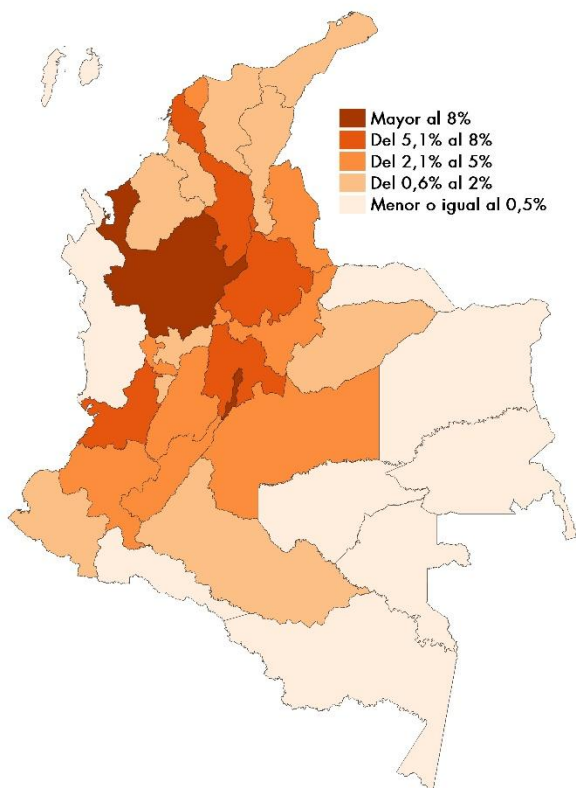 Mayor al 8%
Del 5,1% al 8%
Del 2,1% al 5%
Del 0,6% al 2%
Menor o igual al 0,5%